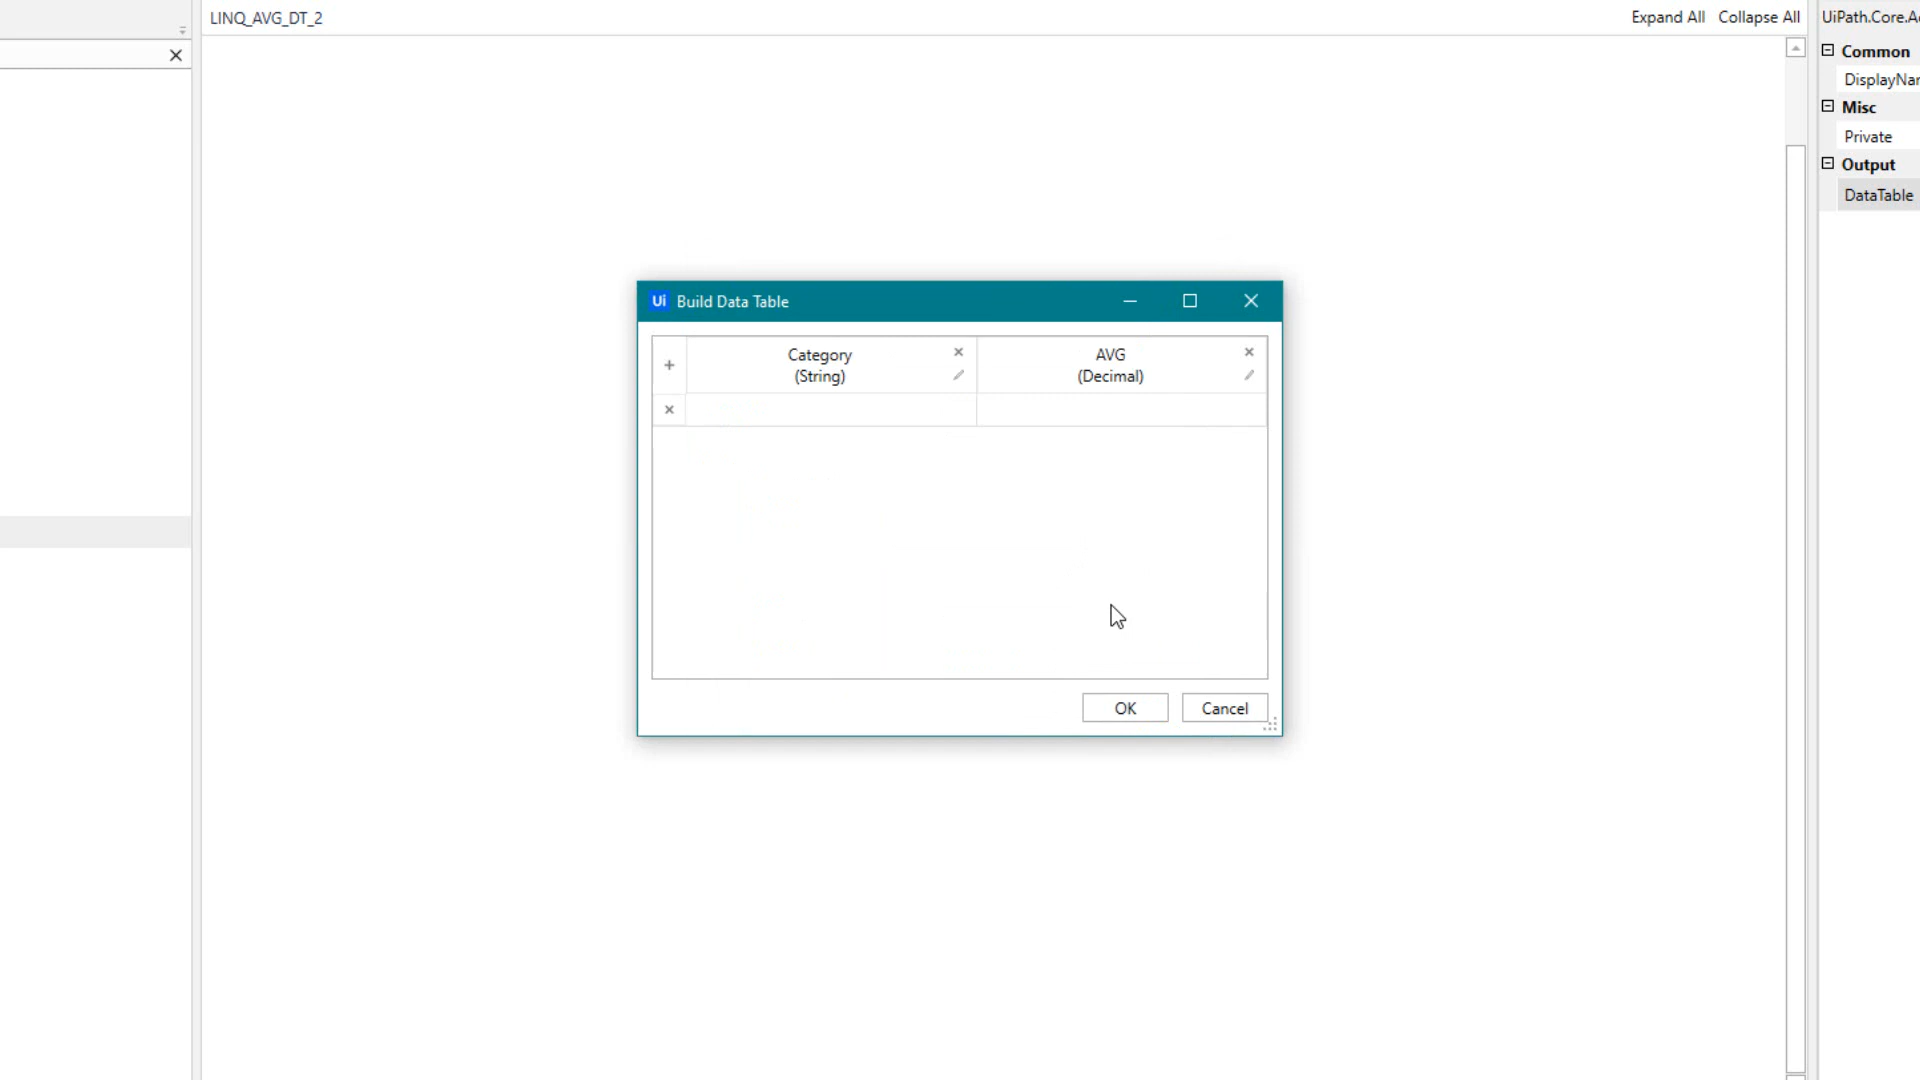 LINQ_AVG_DT_2
Expand All Collapse All
UiPath.Core.A
Common
DisplayNar
Misc
Private
Output
DataTable
Ui Build Data Table
Category
(String)
AVG
(Decimal)
OK Cancel